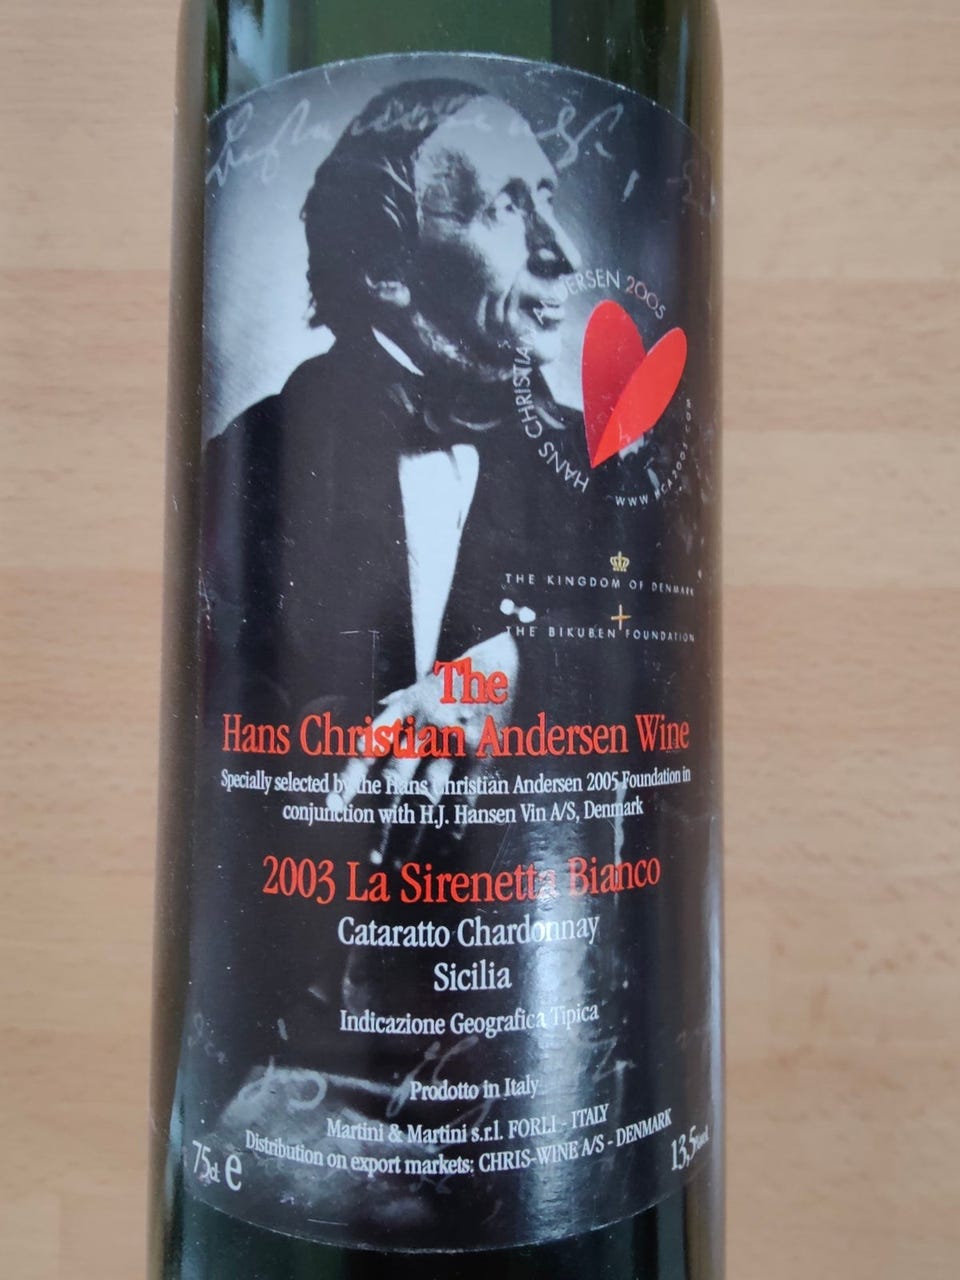 HANS CHRISTIAN ANDERSEN 2005
WWW.HCA2005.COM
THE KINGDOM OF DENMARK
THE BIKUBEN FOUNDATION
The
Hans Christian Andersen Wine
Specially selected by the Hans Christian Andersen 2005 Foundation in
conjunction with H.J. Hansen Vin A/S, Denmark
2003 La Sirenetta Bianco
Cataratto Chardonnay
Sicilia
Indicazione Geografica Tipica
Prodotto in Italy
Martini & Martini s.r.l. FORLI - ITALY
Distribution on export markets: CHRIS-WINE A/S - DENMARK
75cl e
13,5%vol